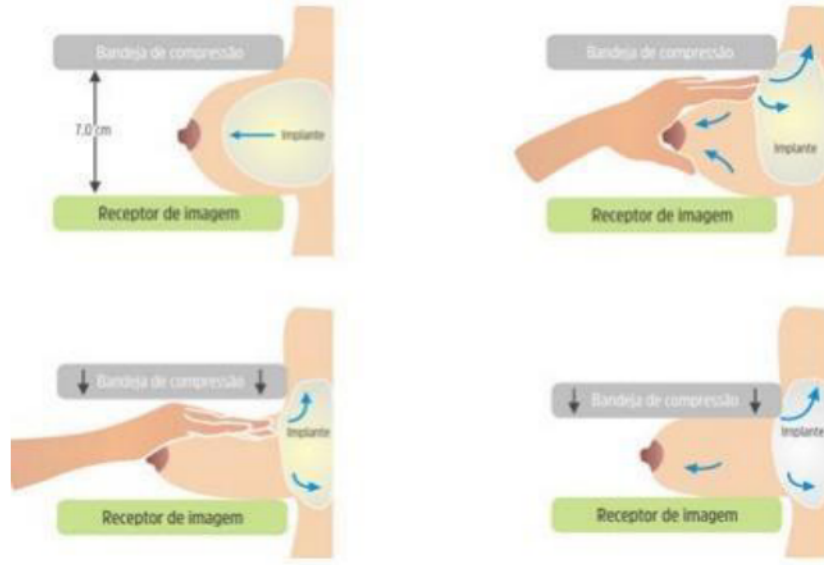 Bandeja de compressão
7,0 cm
Implante
Receptor de imagem
Bandeja de compressão
Implante
Receptor de imagem
Bandeja de compressão
Implante
Receptor de imagem
Bandeja de compressão
Implante
Receptor de imagem